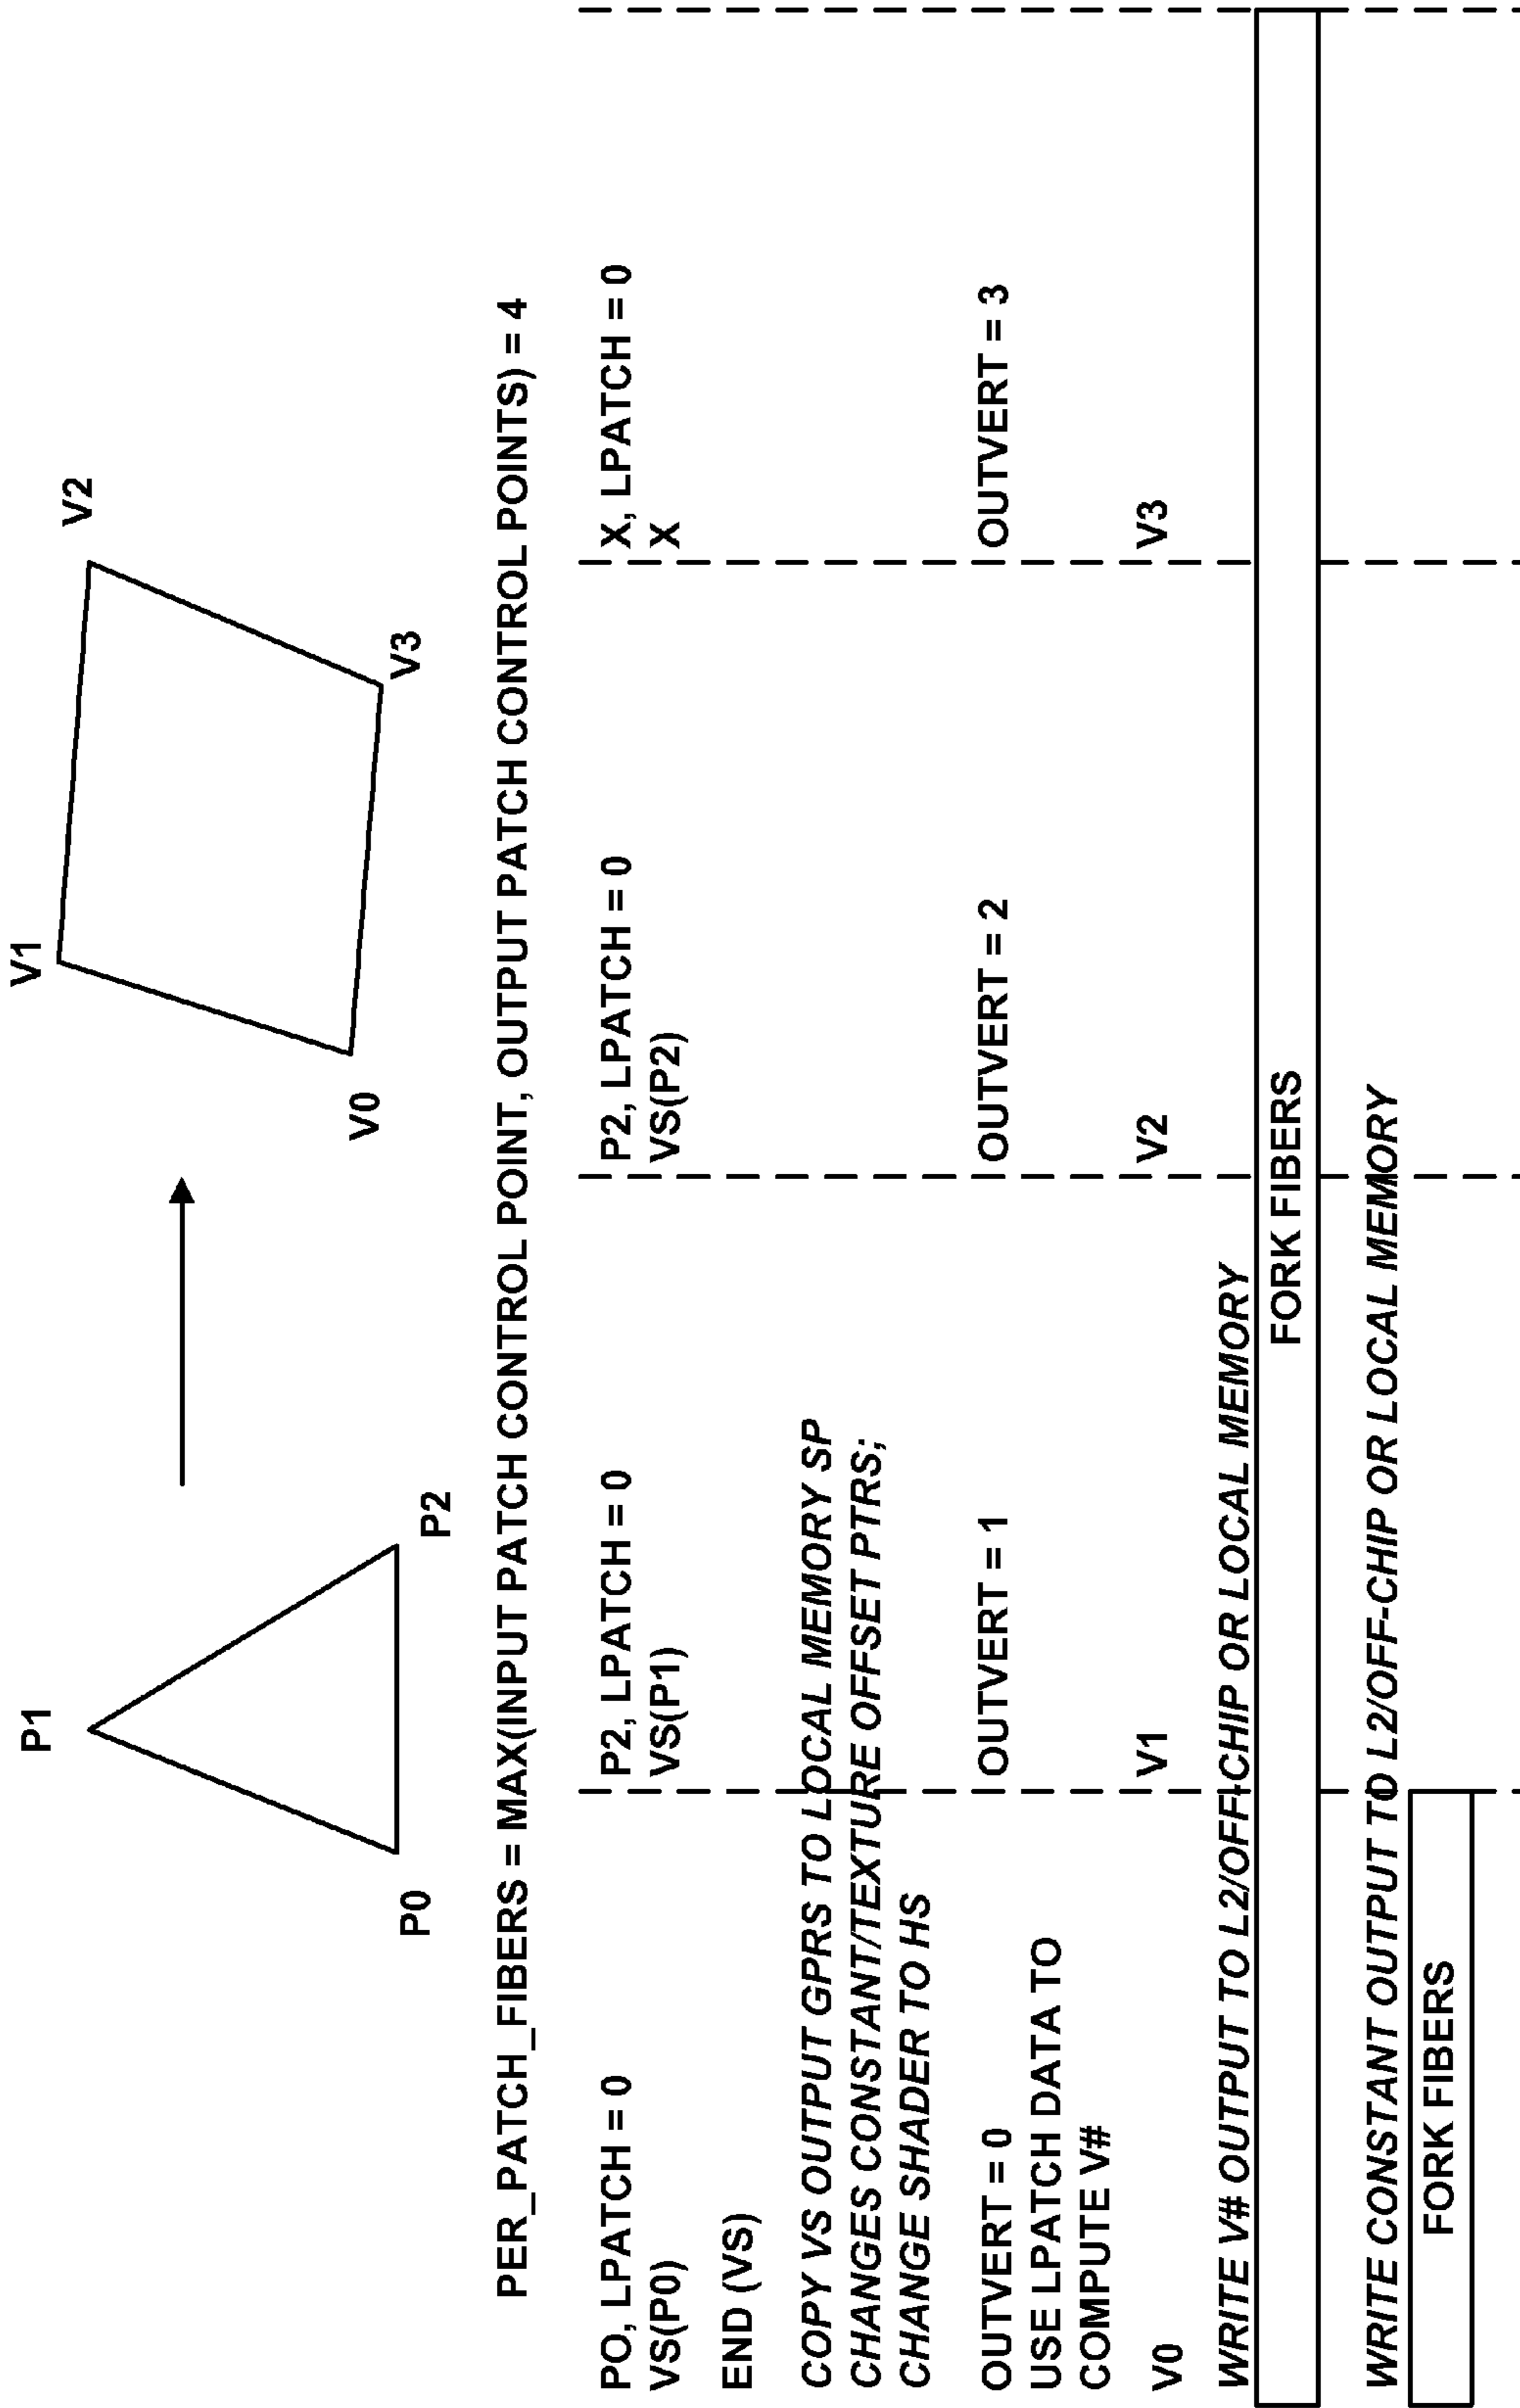 P1
P0
P2
V1
V2
V0
V3
PER_PATCH_FIBERS = MAX(INPUT PATCH CONTROL POINT, OUTPUT PATCH CONTROL POINTS) = 4
PO, LPATCH = 0
VS(P0)
P2, LPATCH = 0
VS(P1)
P2, LPATCH = 0
VS(P2)
X, LPATCH = 0
X
END (VS)
COPY VS OUTPUT GPRS TO LOCAL MEMORY SP
CHANGES CONSTANT/TEXTURE OFFSET PTRS;
CHANGE SHADER TO HS
OUTVERT = 0
USE LPATCH DATA TO
COMPUTE V#
OUTVERT = 1
OUTVERT = 2
OUTVERT = 3
V0
V1
V2
V3
WRITE V# OUTPUT TO L2/OFF-CHIP OR LOCAL MEMORY
FORK FIBERS
WRITE CONSTANT OUTPUT TO L2/OFF-CHIP OR LOCAL MEMORY
FORK FIBERS